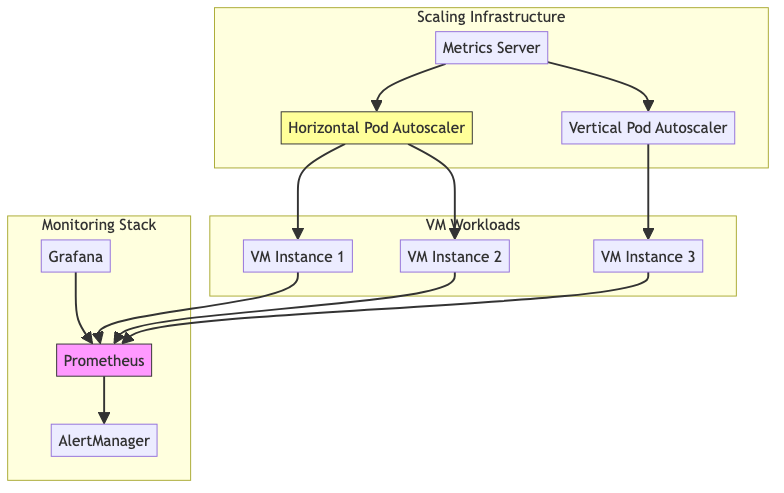 Scaling Infrastructure
Metrics Server
Horizontal Pod Autoscaler
Vertical Pod Autoscaler
Monitoring Stack
VM Workloads
Grafana
VM Instance 1
VM Instance 2
VM Instance 3
Prometheus
AlertManager